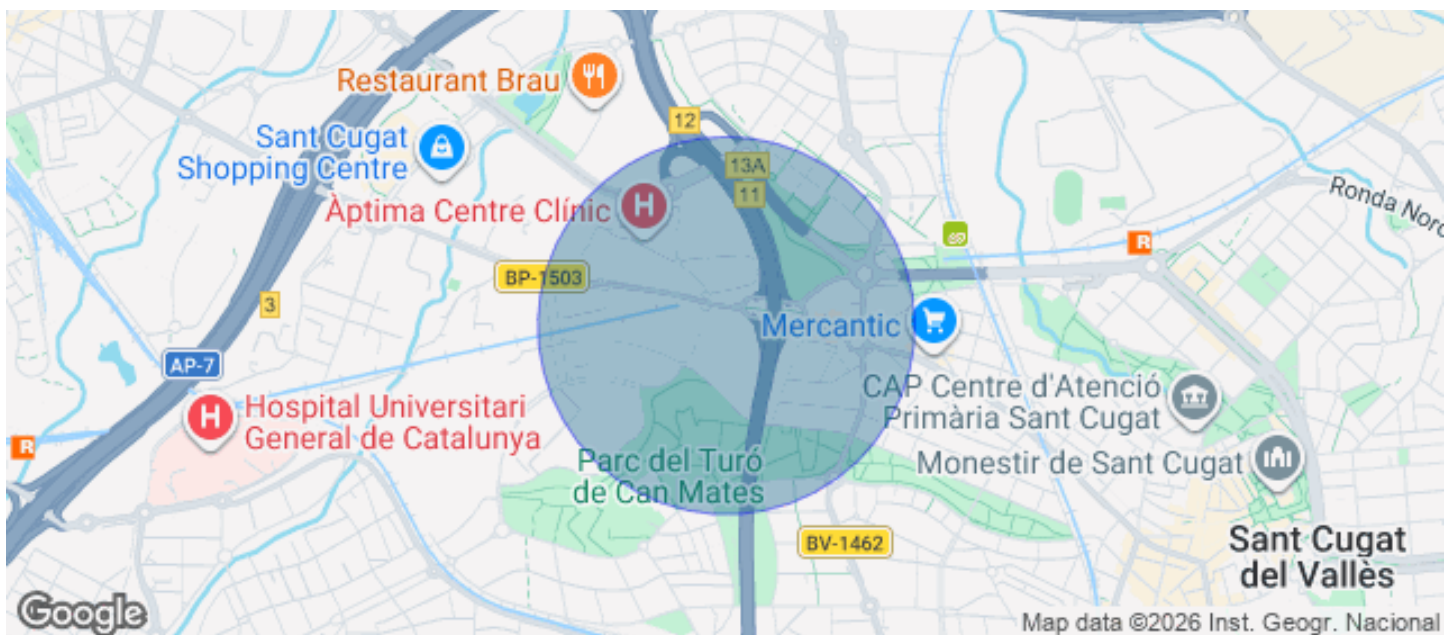 Restaurant Brau
12
Sant Cugat
Shopping Centre
13A
11
Àptima Centre Clínic
Ronda Nord
R
BP-1503
3
Mercantic
AP-7
CAP Centre d'Atenció
Primària Sant Cugat
Hospital Universitari
General de Catalunya
H
H
R
Parc del Turó
de Can Mates
Monestir de Sant Cugat
BV-1462
Sant Cugat
del Vallès
Google
Map data ©2026 Inst. Geogr. Nacional